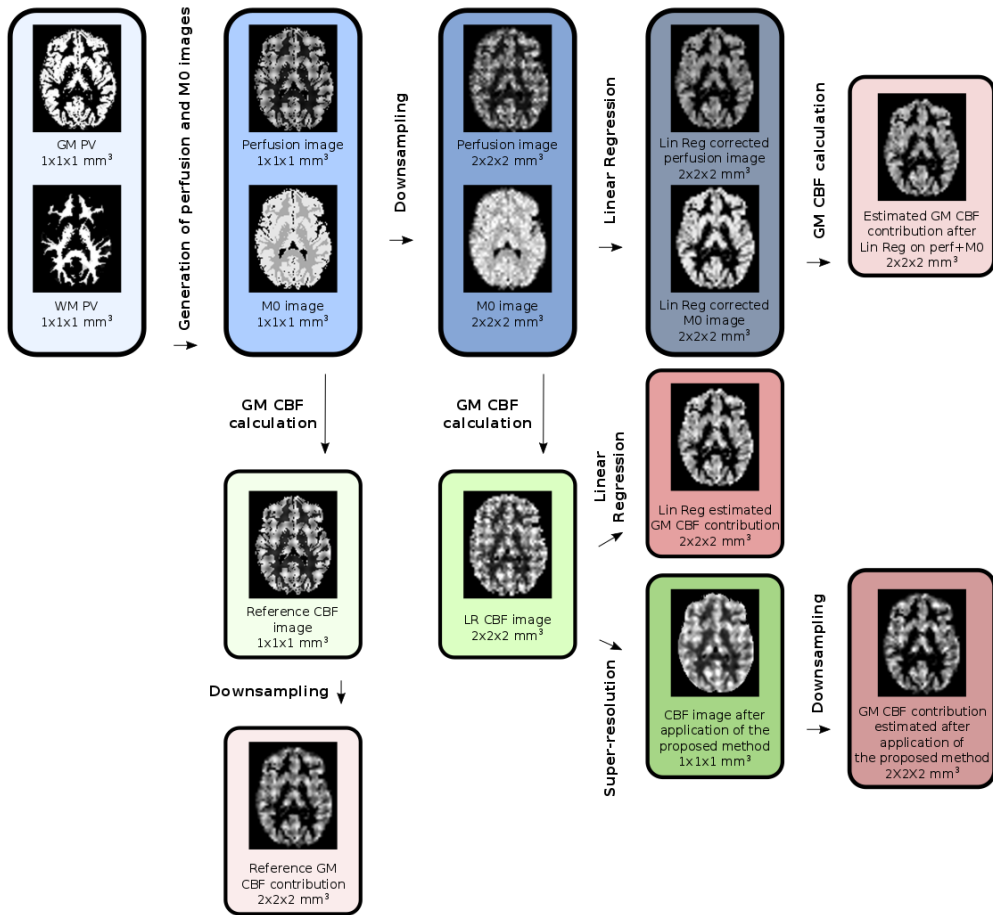 GM PV
1x1x1 mm³
WM PV
1x1x1 mm³
Generation of perfusion and M0 images
Perfusion image
1x1x1 mm³
M0 image
1x1x1 mm³
Downsampling
Perfusion image
2x2x2 mm³
M0 image
2x2x2 mm³
Linear Regression
Lin Reg corrected
perfusion image
2x2x2 mm³
Lin Reg corrected
M0 image
2x2x2 mm³
GM CBF calculation
Estimated GM CBF
contribution after
Lin Reg on perf+M0
2x2x2 mm³
GM CBF
calculation
GM CBF
calculation
Reference CBF
image
1x1x1 mm³
LR CBF image
2x2x2 mm³
Linear
Regression
Lin Reg estimated
GM CBF contribution
2x2x2 mm³
Super-resolution
CBF image after
application of the
proposed method
1x1x1 mm³
Downsampling
GM CBF contribution
estimated after
application of
the proposed method
2X2X2 mm³
Downsampling
Reference GM
CBF contribution
2x2x2 mm³